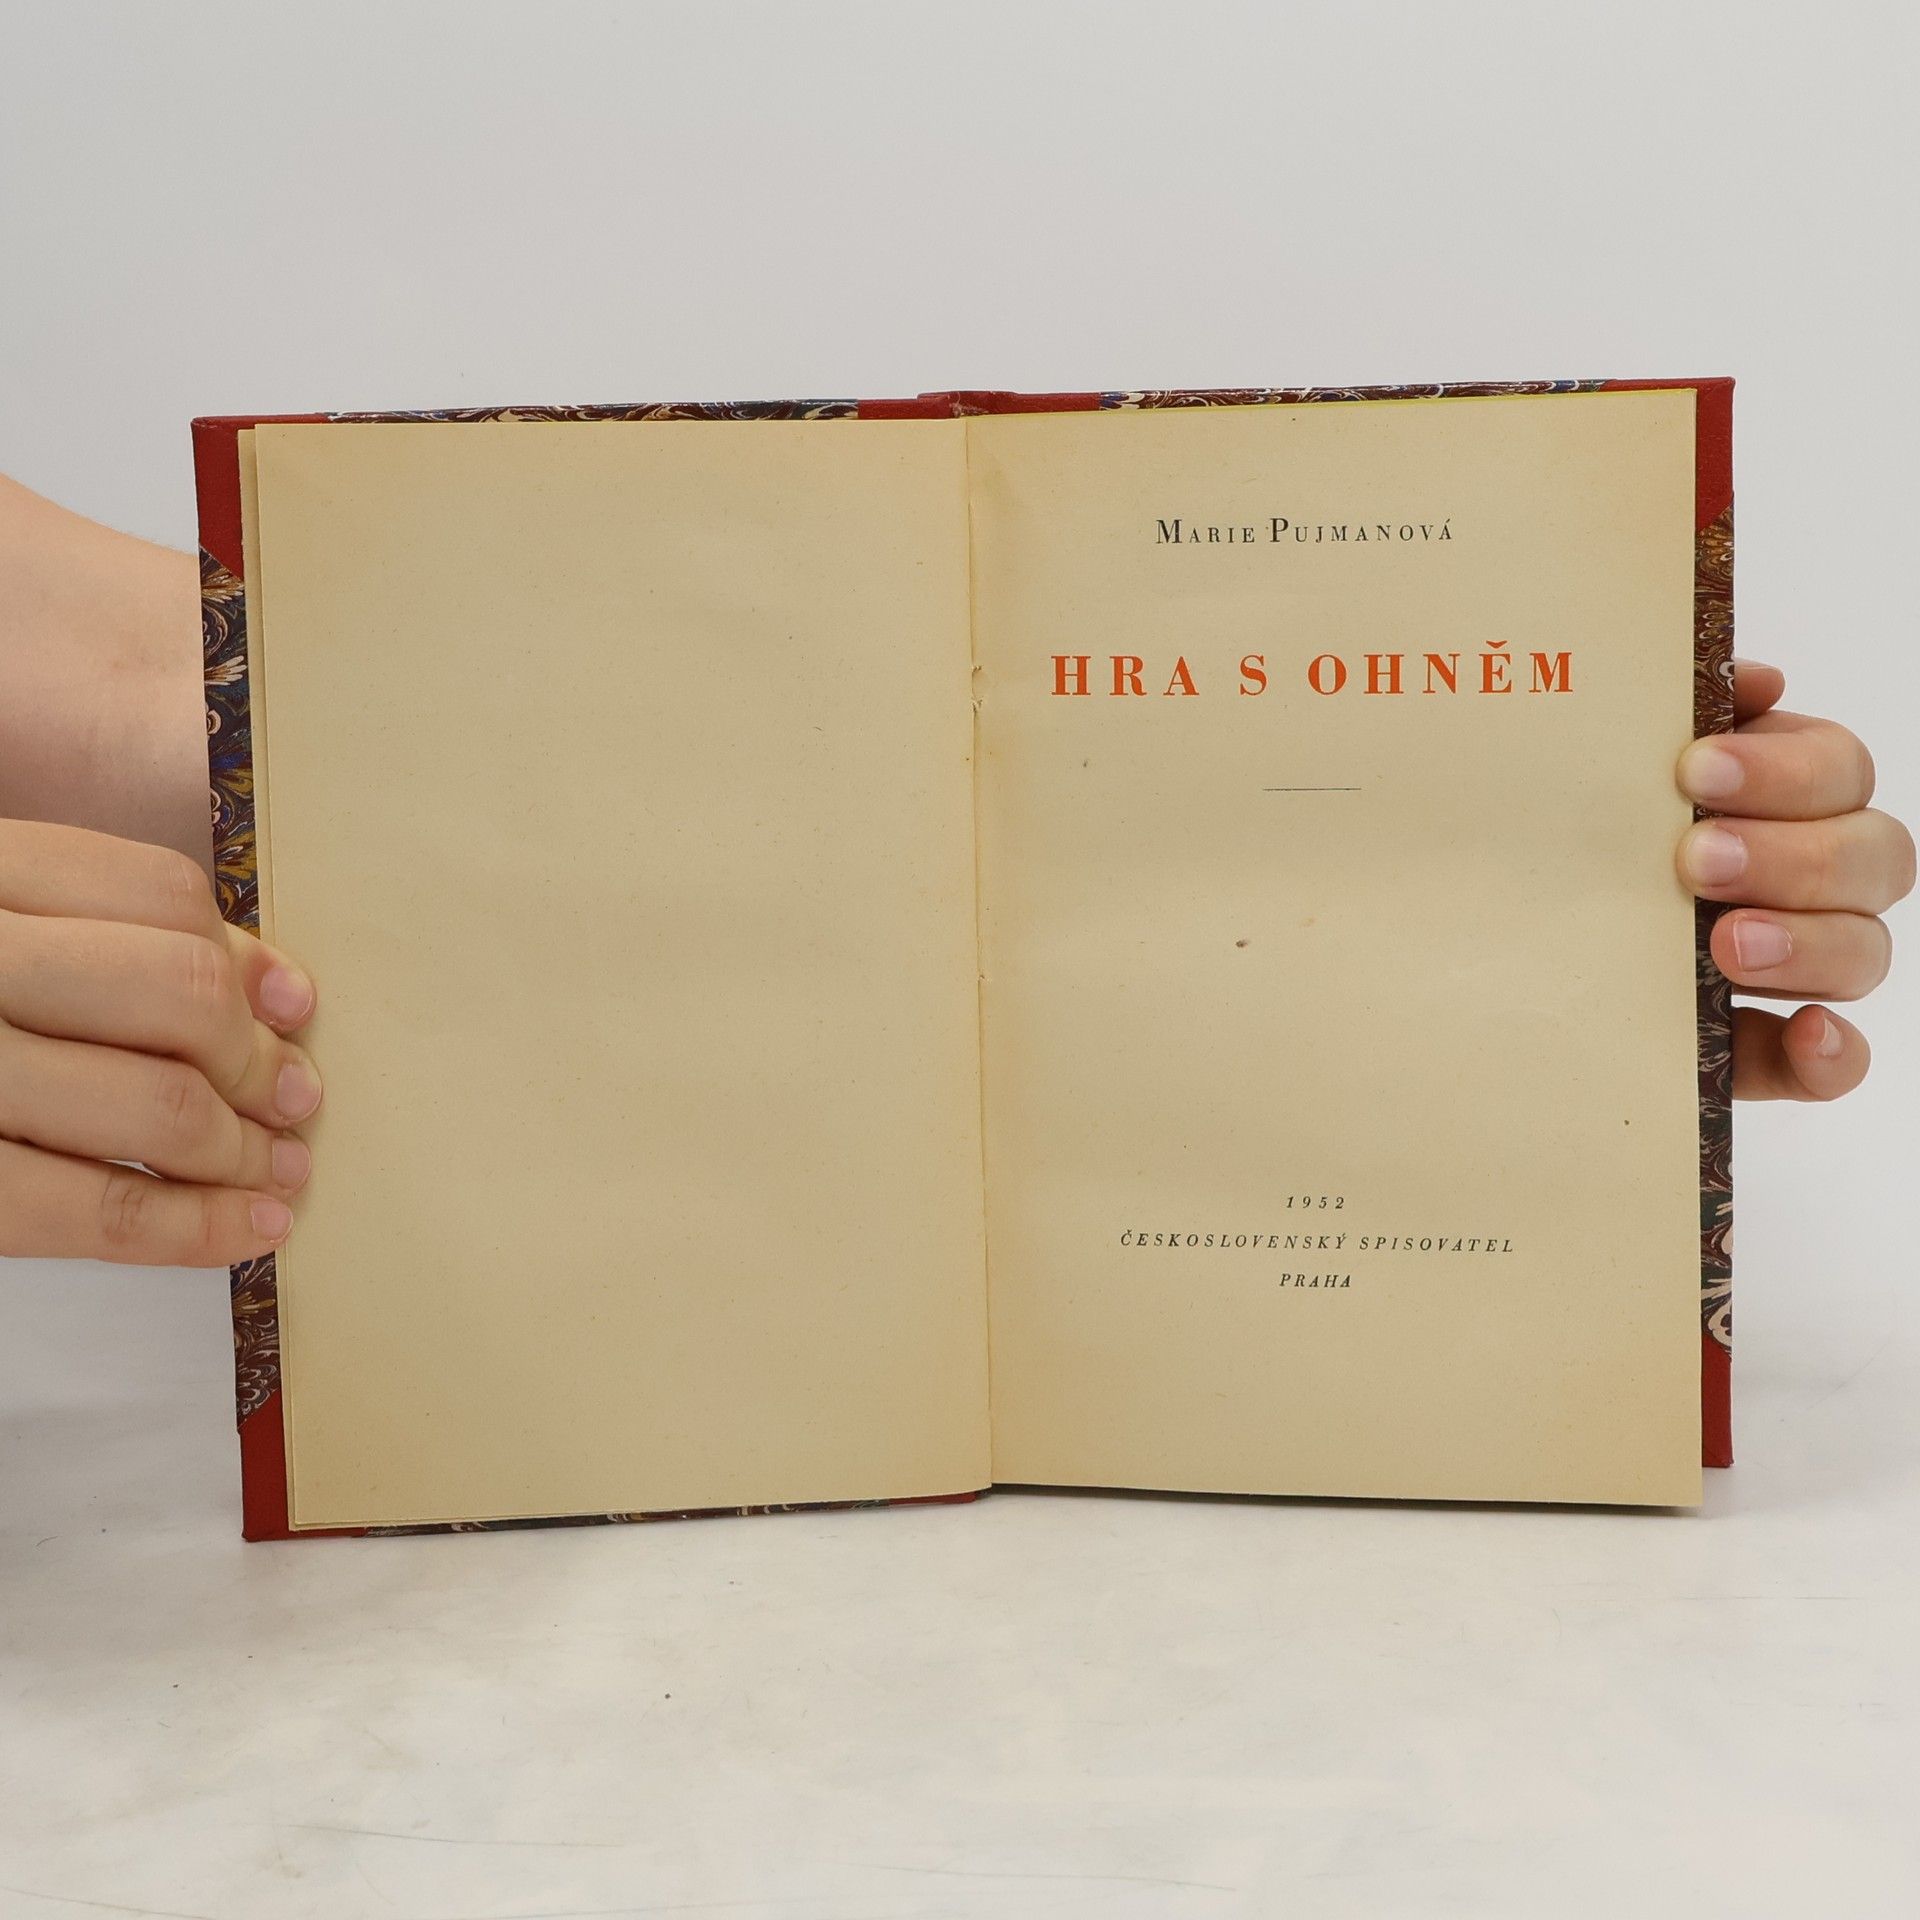 MARIE PUJMANOVÁ
HRA S OHNĚM
1952
ČESKOSLOVENSKÝ SPISOVATEL
PRAHA